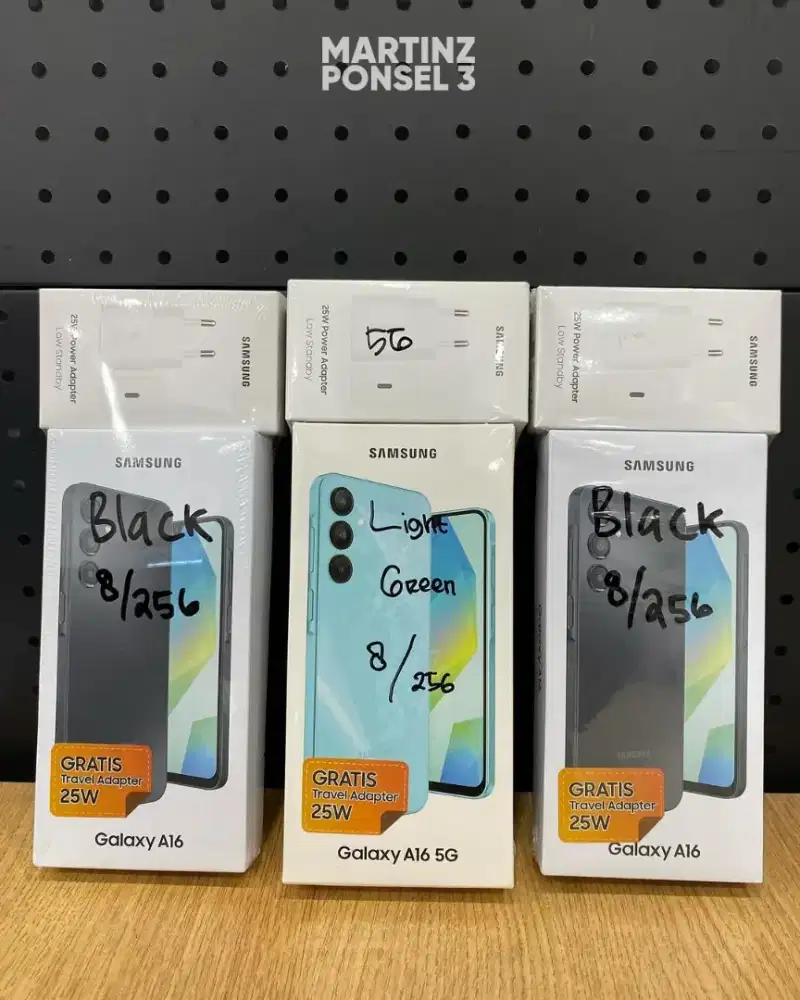 MARTINZ
PONSEL 3
25W Power Adapter
Low Standby
SAMSUNG
5G
25W Power Adapter
Low Standby
SAMSUNG
25W Power Adapter
Low Standby
SAMSUNG
SAMSUNG
Black
8/256
GRATIS
Travel Adapter
25W
Galaxy A16
SAMSUNG
Light
Green
8/256
GRATIS
Travel Adapter
25W
Galaxy A16 5G
SAMSUNG
Black
8/256
SAMSUNG
GRATIS
Travel Adapter
25W
Galaxy A16